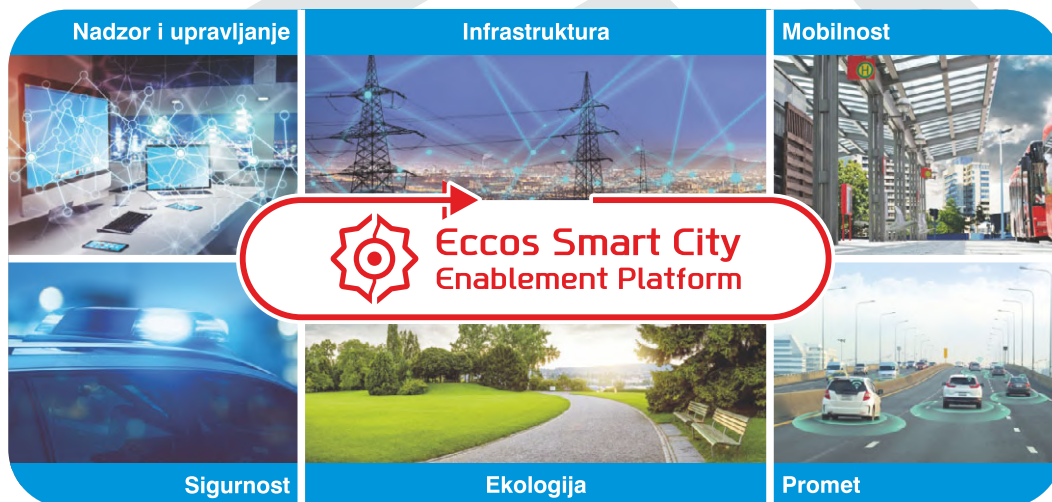 Nadzor i upravljanje
Infrastruktura
Mobilnost
H
Eccos Smart City
Enablement Platform
Sigurnost
Ekologija
Promet